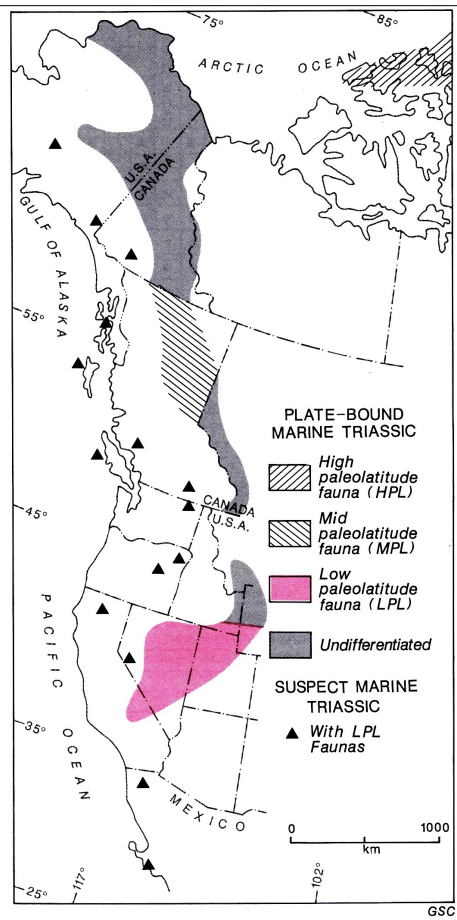 75°
85°
ARCTIC OCEAN
U.S.A.
CANADA
GULF OF ALASKA
55°
PLATE-BOUND
MARINE TRIASSIC
High
paleolatitude
fauna (HPL)
Mid
paleolatitude
fauna (MPL)
Low
paleolatitude
fauna (LPL)
Undifferentiated
SUSPECT MARINE
TRIASSIC
With LPL
Faunas
CANADA
U.S.A.
45°
PACIFIC OCEAN
35°
MEXICO
0
1000
km
25°
117°
102°
GSC